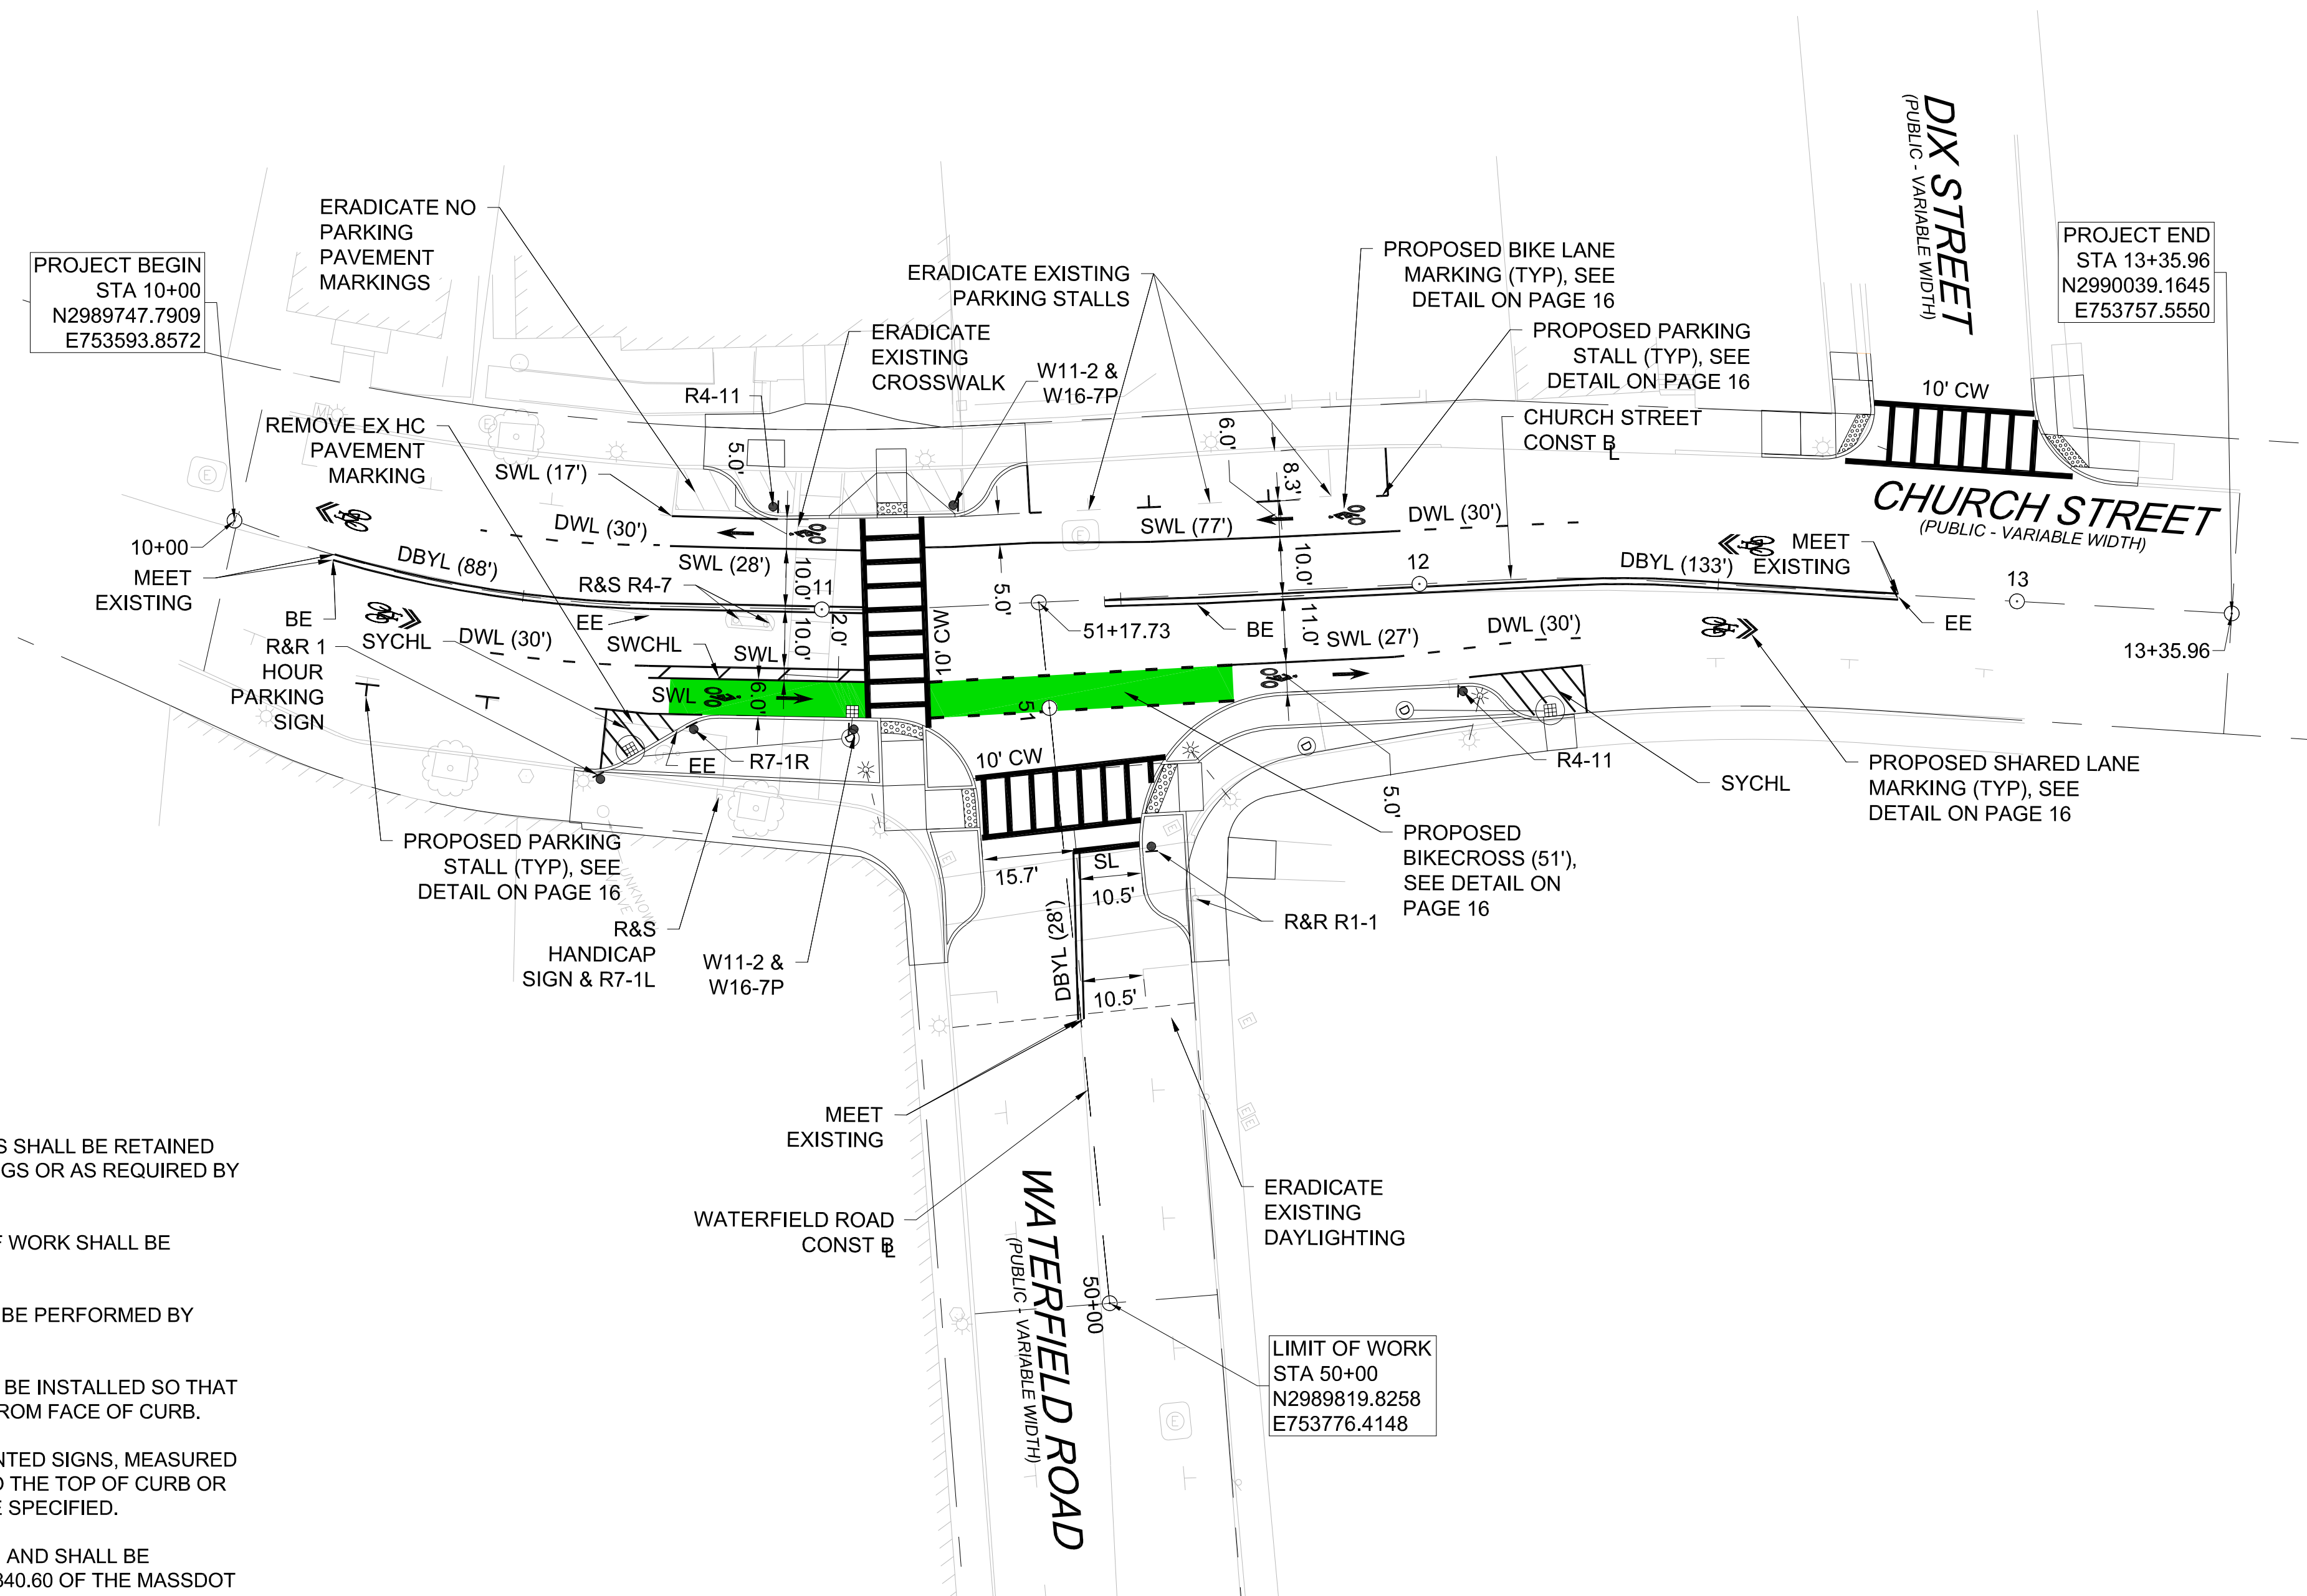 DIX STREET
(PUBLIC - VARIABLE WIDTH)
PROJECT BEGIN
STA 10+00
N2989747.7909
E753593.8572
ERADICATE NO
PARKING
PAVEMENT
MARKINGS
ERADICATE EXISTING
PARKING STALLS
PROPOSED BIKE LANE
MARKING (TYP), SEE
DETAIL ON PAGE 16
PROJECT END
STA 13+35.96
N2990039.1645
E753757.5550
ERADICATE
EXISTING
CROSSWALK
PROPOSED PARKING
STALL (TYP), SEE
DETAIL ON PAGE 16
W11-2 &
W16-7P
R4-11
10' CW
CHURCH STREET
CONST BL
REMOVE EX HC
PAVEMENT
MARKING
5.0'
6.0'
8.3'
SWL (17')
CHURCH STREET
(PUBLIC - VARIABLE WIDTH)
DWL (30')
SWL (77')
DWL (30')
10+00
MEET
EXISTING
DBYL (88')
SWL (28')
10.0'
11
R&S R4-7
5.0'
10.0'
12
DBYL (133')
MEET
EXISTING
13
BE
EE
SYCHL
DWL (30')
SWCHL
SWL
10.0'
2.0'
10' CW
51+17.73
BE
11.0'
SWL (27')
DWL (30')
EE
13+35.96
R&R 1
HOUR
PARKING
SIGN
SWL
6.0'
51
EE
R7-1R
D
10' CW
D
D
5.0'
R4-11
SYCHL
PROPOSED SHARED LANE
MARKING (TYP), SEE
DETAIL ON PAGE 16
PROPOSED PARKING
STALL (TYP), SEE
DETAIL ON PAGE 16
UNKNOWN
R&S
HANDICAP
SIGN & R7-1L
W11-2 &
W16-7P
15.7'
SL
10.5'
DBYL (28')
10.5'
R&R R1-1
PROPOSED
BIKECROSS (51'),
SEE DETAIL ON
PAGE 16
MEET
EXISTING
WATERFIELD ROAD
CONST BL
ERADICATE
EXISTING
DAYLIGHTING
WATERFIELD ROAD
(PUBLIC - VARIABLE WIDTH)
50+00
LIMIT OF WORK
STA 50+00
N2989819.8258
E753776.4148
S SHALL BE RETAINED
GS OR AS REQUIRED BY
F WORK SHALL BE
BE PERFORMED BY
BE INSTALLED SO THAT
ROM FACE OF CURB.
NTED SIGNS, MEASURED
O THE TOP OF CURB OR
E SPECIFIED.
AND SHALL BE
840.60 OF THE MASSDOT